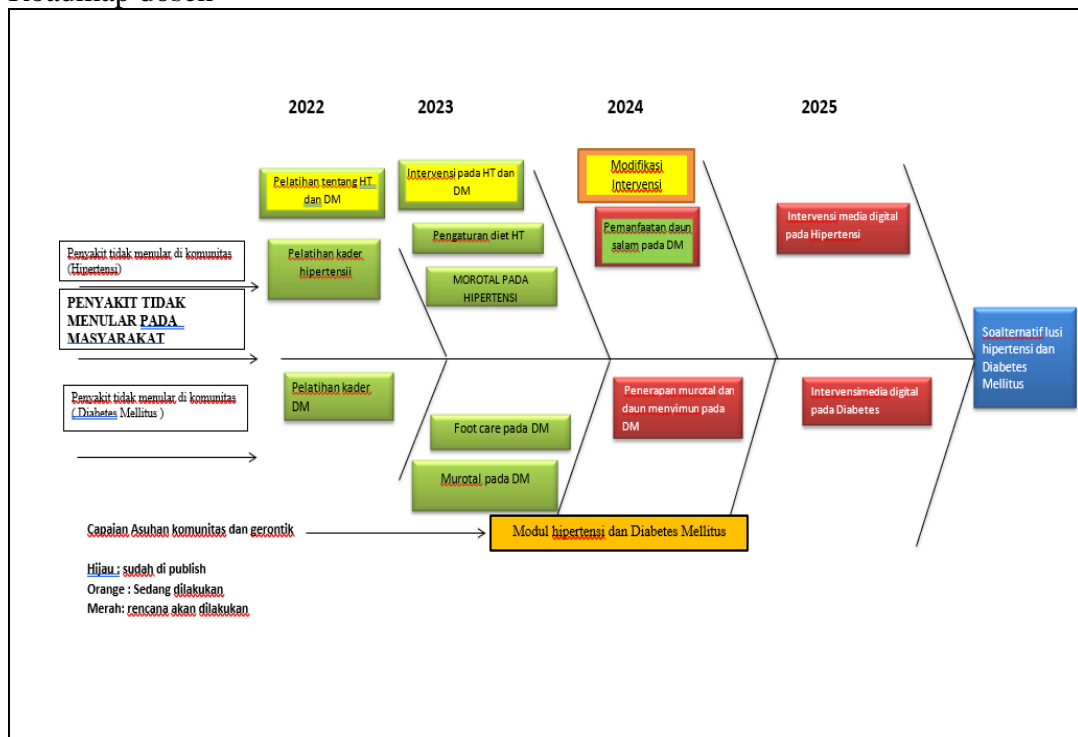 2022
2023
2024
2025
Pelatihan tentang HT
dan DM
Intervensi pada HT dan
DM
Modifikasi
Intervensi
Pengaturan diet HT
Pemanfaatan daun
salam pada DM
Intervensi media digital
pada Hipertensi
Penyakit tidak menular di komunitas
(Hipertensi)
Pelatihan kader
hipertensii
MOROTAL PADA
HIPERTENSI
PENYAKIT TIDAK
MENULAR PADA
MASYARAKAT
Soalternatif lusi
hipertensi dan
Diabetes
Mellitus
Penyakit tidak menular di komunitas
( Diabetes Mellitus )
Pelatihan kader
DM
Penerapan murotal dan
daun menyimun pada
DM
Intervensimedia digital
pada Diabetes
Foot care pada DM
Murotal pada DM
Capaian Asuhan komunitas dan gerontik
Modul hipertensi dan Diabetes Mellitus
Hijau : sudah di publish
Orange : Sedang dilakukan
Merah: rencana akan dilakukan